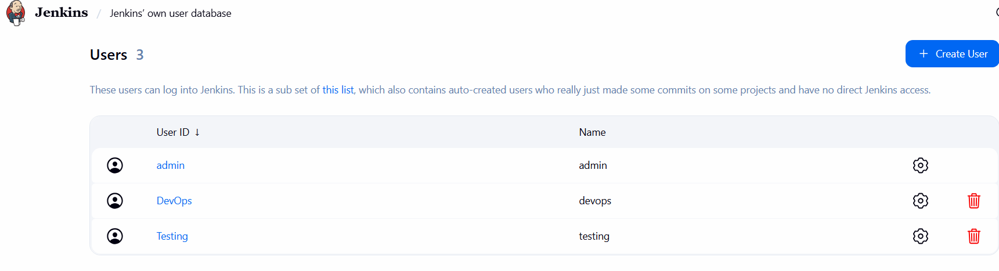 Jenkins / Jenkins’ own user database
Users 3
+ Create User
These users can log into Jenkins. This is a sub set of this list, which also contains auto-created users who really just made some commits on some projects and have no direct Jenkins access.
User ID ↓ Name
admin admin
DevOps devops
Testing testing